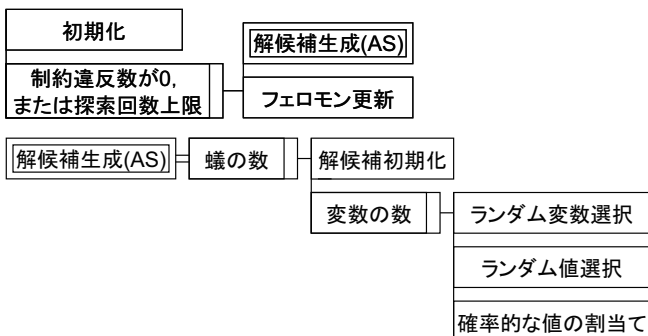 初期化
解候補生成(AS)
制約違反数が0,
または探索回数上限
フェロモン更新
解候補生成(AS)
蟻の数
解候補初期化
変数の数
ランダム変数選択
ランダム値選択
確率的な値の割当て